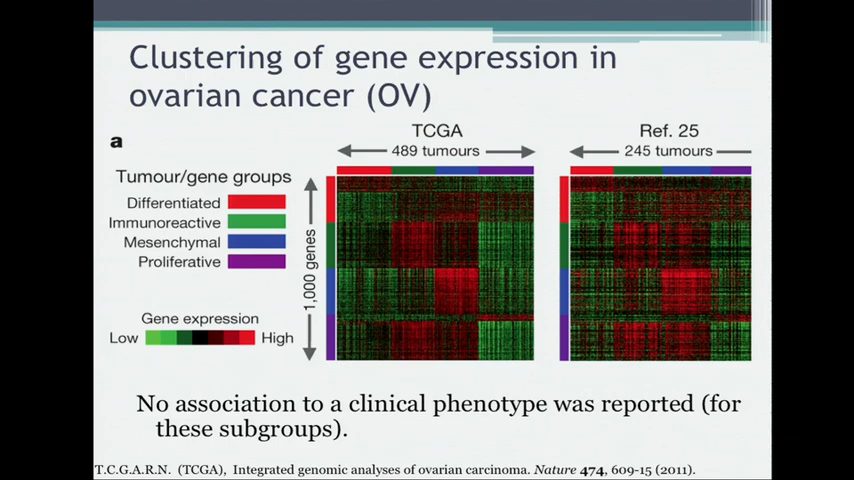 Clustering of gene expression in
ovarian cancer (OV)
a
Tumour/gene groups
Differentiated
Immunoreactive
Mesenchymal
Proliferative
Gene expression
Low
High
TCGA
489 tumours
1,000 genes
Ref. 25
245 tumours
No association to a clinical phenotype was reported (for
these subgroups).
T.C.G.A.R.N. (TCGA), Integrated genomic analyses of ovarian carcinoma. Nature 474, 609-15 (2011).